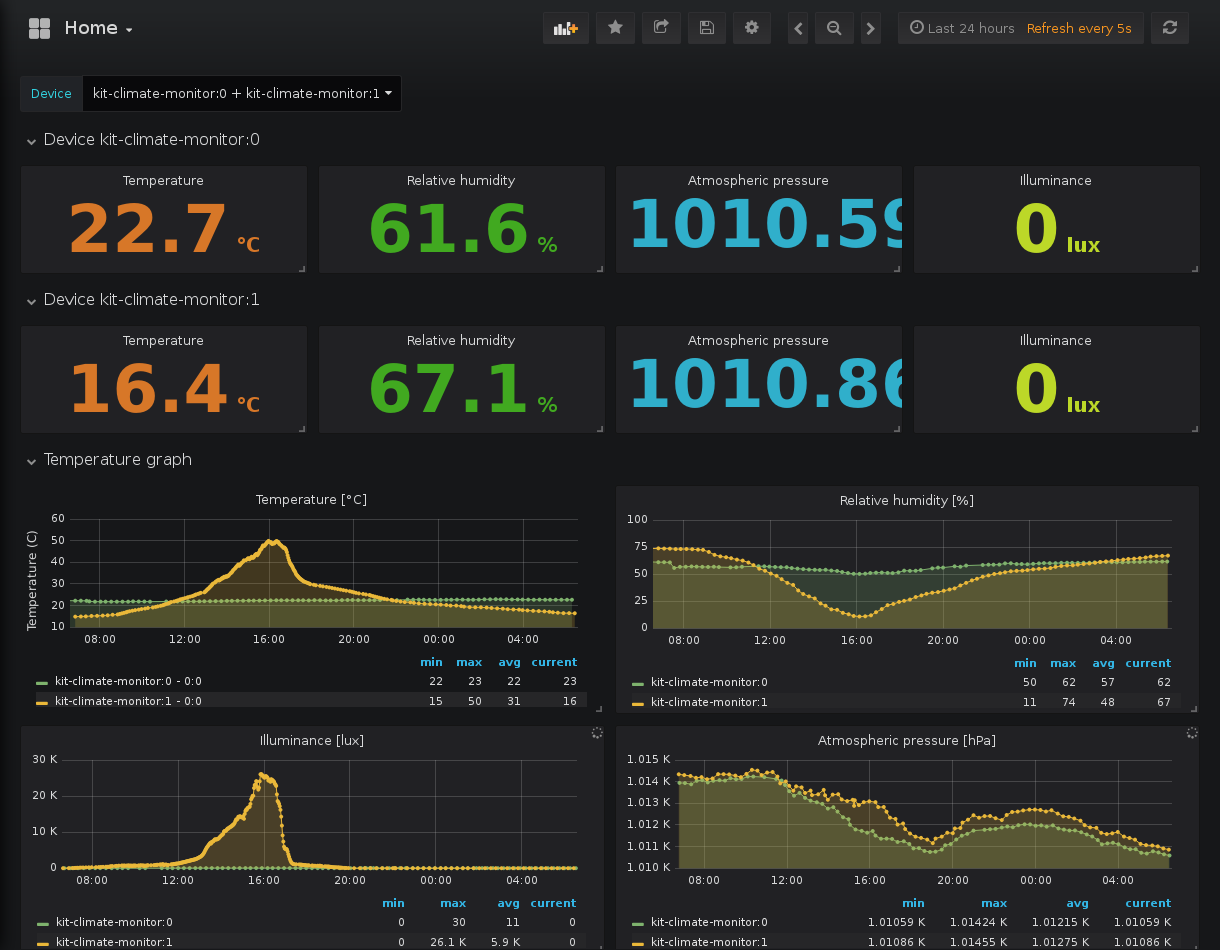 Home
Last 24 hours Refresh every 5s
Device kit-climate-monitor:0 + kit-climate-monitor:1
Device kit-climate-monitor:0
Temperature Relative humidity Atmospheric pressure Illuminance
22.7 °C 61.6 % 1010.59 0 lux
Device kit-climate-monitor:1
Temperature Relative humidity Atmospheric pressure Illuminance
16.4 °C 67.1 % 1010.86 0 lux
Temperature graph
Temperature [°C]
Temperature (C)
60
50
40
30
20
10
08:00 12:00 16:00 20:00 00:00 04:00
min max avg current
kit-climate-monitor:0 - 0:0 22 23 22 23
kit-climate-monitor:1 - 0:0 15 50 31 16
Relative humidity [%]
100
75
50
25
0
08:00 12:00 16:00 20:00 00:00 04:00
min max avg current
kit-climate-monitor:0 50 62 57 62
kit-climate-monitor:1 11 74 48 67
Illuminance [lux]
30 K
20 K
10 K
0
08:00 12:00 16:00 20:00 00:00 04:00
min max avg current
kit-climate-monitor:0 0 30 11 0
kit-climate-monitor:1 0 26.1 K 5.9 K 0
Atmospheric pressure [hPa]
1.015 K
1.014 K
1.013 K
1.012 K
1.011 K
1.010 K
08:00 12:00 16:00 20:00 00:00 04:00
min max avg current
kit-climate-monitor:0 1.01059 K 1.01424 K 1.01215 K 1.01059 K
kit-climate-monitor:1 1.01086 K 1.01455 K 1.01275 K 1.01086 K